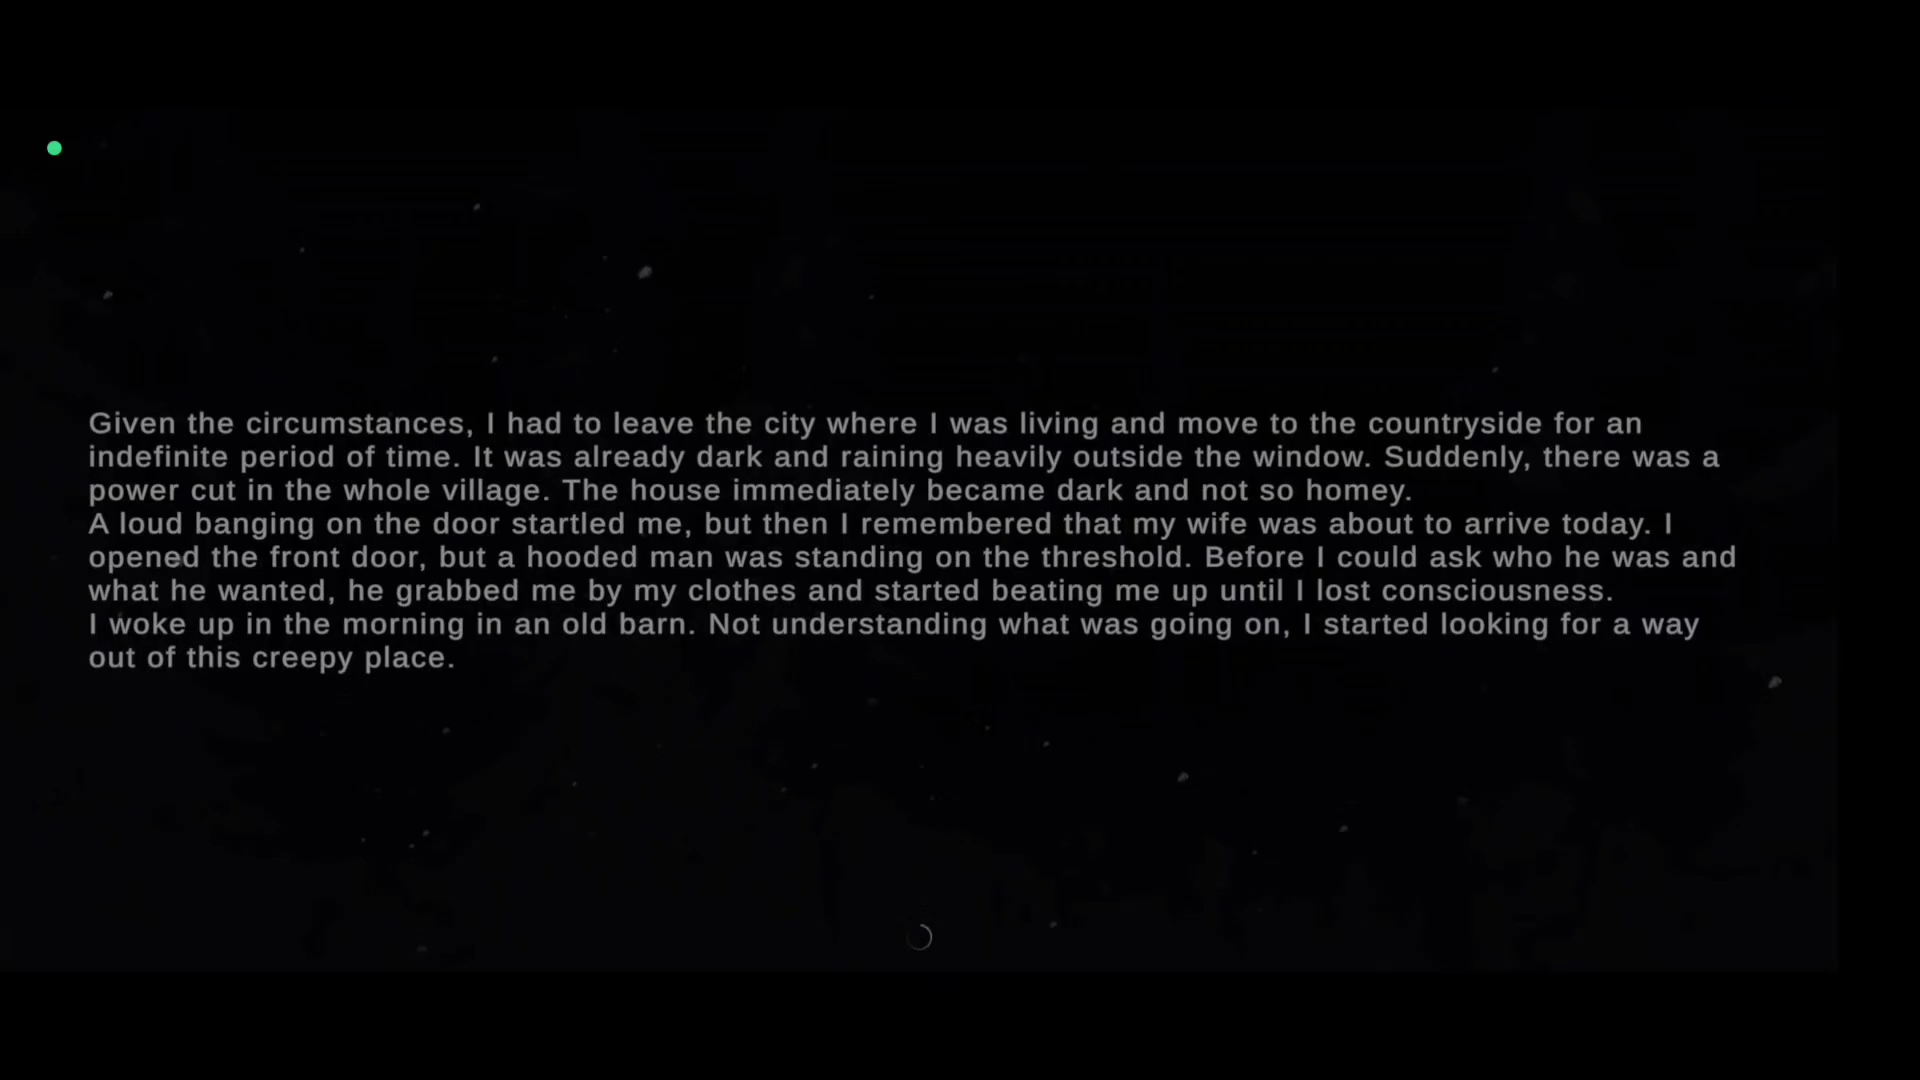 Given the circumstances, I had to leave the city where I was living and move to the countryside for an
indefinite period of time. It was already dark and raining heavily outside the window. Suddenly, there was a
power cut in the whole village. The house immediately became dark and not so homey.
A loud banging on the door startled me, but then I remembered that my wife was about to arrive today. I
opened the front door, but a hooded man was standing on the threshold. Before I could ask who he was and
what he wanted, he grabbed me by my clothes and started beating me up until I lost consciousness.
I woke up in the morning in an old barn. Not understanding what was going on, I started looking for a way
out of this creepy place.